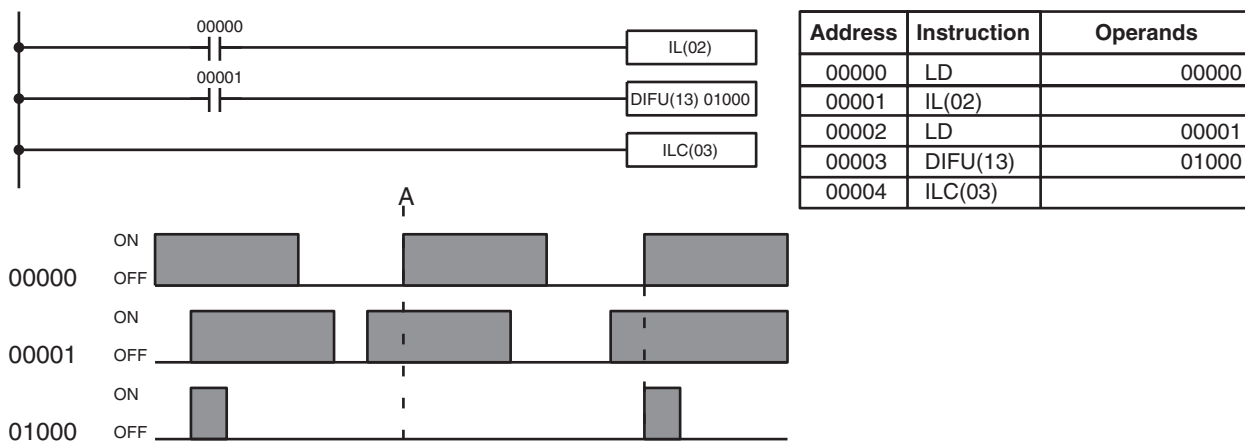 00000
IL(02)
00001
DIFU(13) 01000
ILC(03)
Address Instruction Operands
00000 LD 00000
00001 IL(02)
00002 LD 00001
00003 DIFU(13) 01000
00004 ILC(03)
A
ON
00000 OFF
ON
00001 OFF
ON
01000 OFF